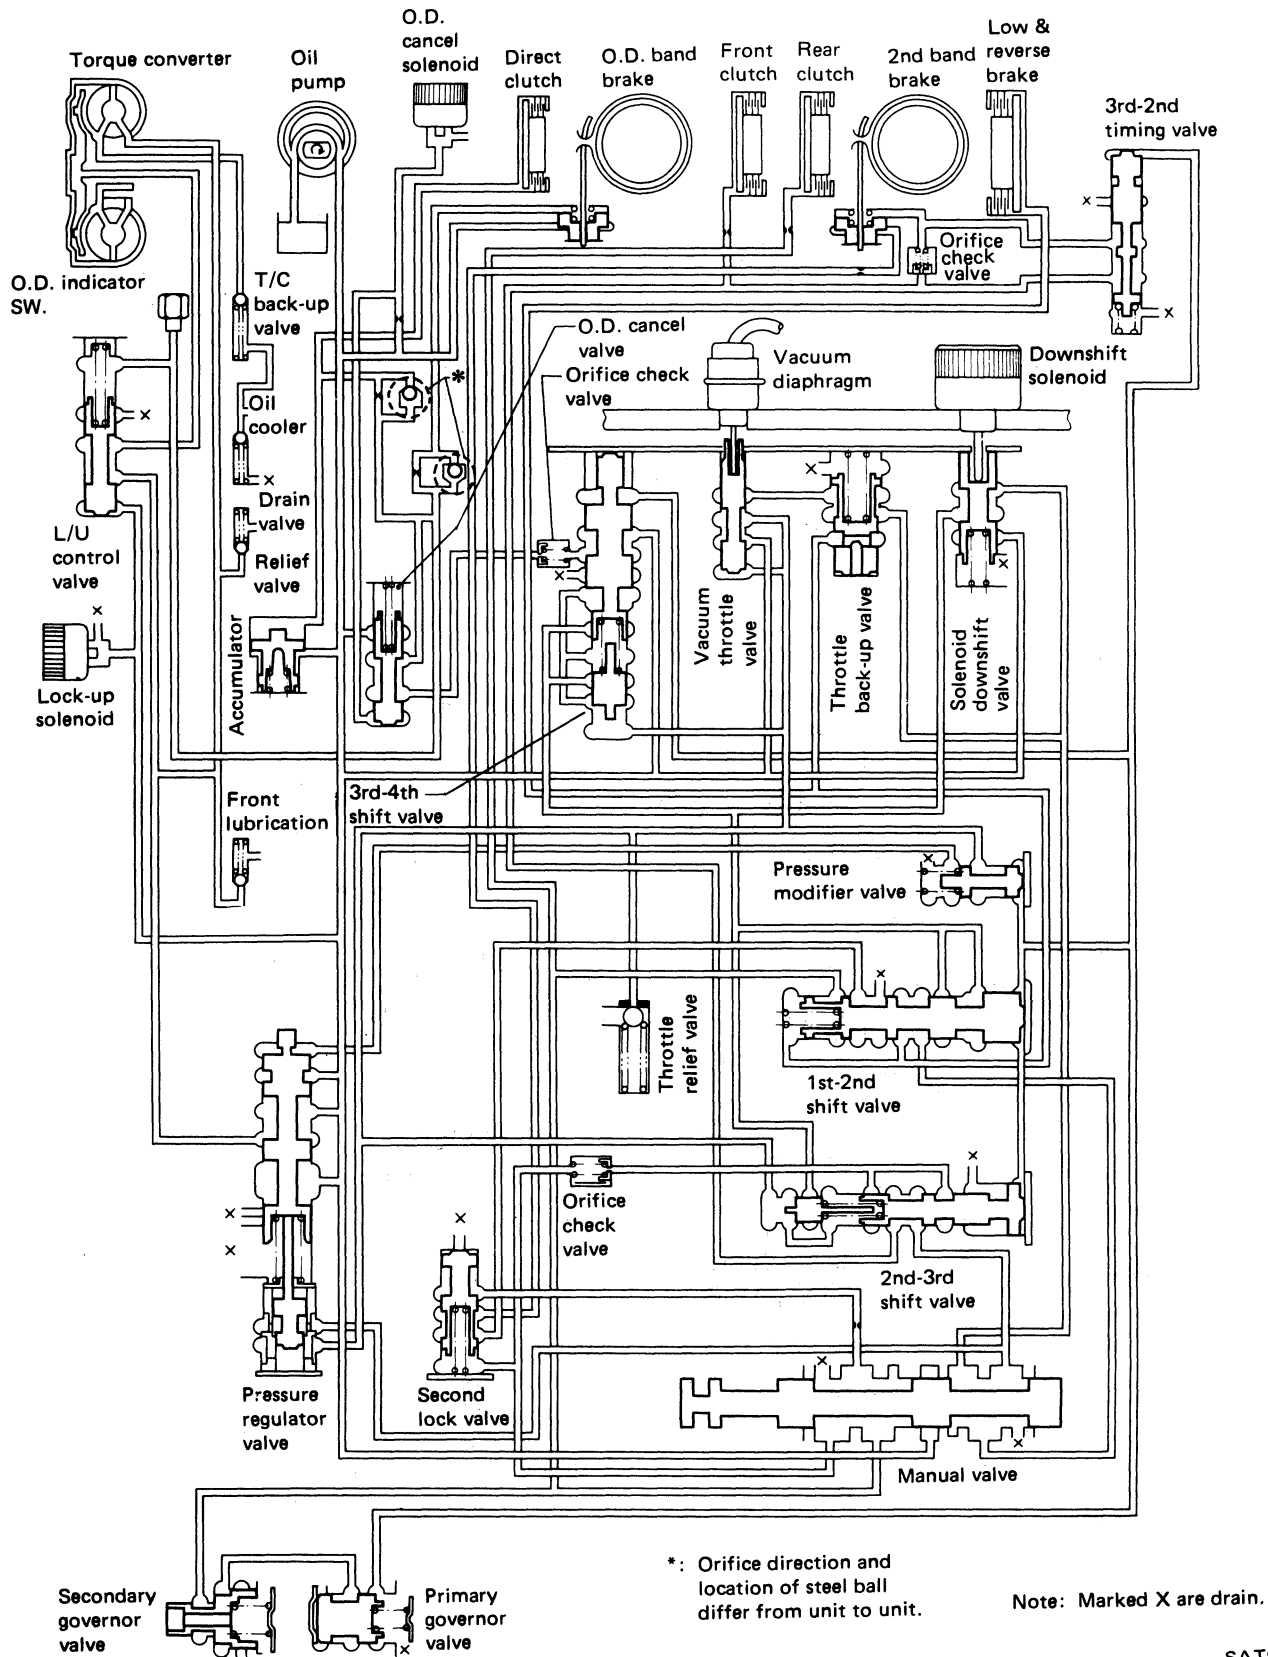 O.D.
cancel
solenoid
Torque converter
Oil
pump
Direct
clutch
O.D. band
brake
Front
clutch
Rear
clutch
2nd band
brake
Low &
reverse
brake
3rd-2nd
timing valve
x
Orifice
check
valve
x
O.D. indicator
SW.
T/C
back-up
valve
O.D. cancel
valve
Orifice check
valve
Vacuum
diaphragm
Downshift
solenoid
*
x
Oil
cooler
x
x
Drain
valve
Relief
valve
L/U
control
valve
x
x
x
Lock-up
solenoid
Accumulator
Vacuum
throttle
valve
Throttle
back-up valve
Solenoid
downshift
valve
3rd-4th
shift valve
Front
lubrication
Pressure
modifier valve
x
x
Throttle
relief valve
1st-2nd
shift valve
x
Orifice
check
valve
x
x
x
2nd-3rd
shift valve
x
Pressure
regulator
valve
Second
lock valve
x
Manual valve
*: Orifice direction and
location of steel ball
differ from unit to unit.
Note: Marked X are drain.
Secondary
governor
valve
Primary
governor
valve
x